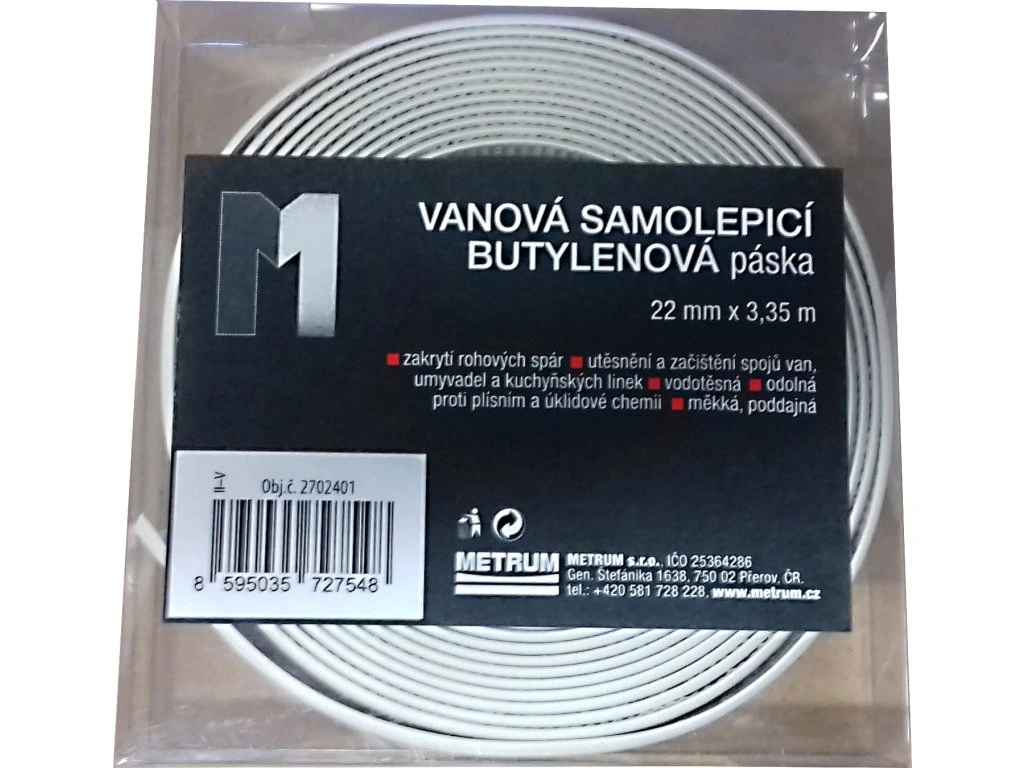 M
VANOVÁ SAMOLEPICÍ
BUTYLENOVÁ páska
22 mm x 3,35 m
■ zakrytí rohových spár ■ utěsnění a začištění spojů van,
umyvadel a kuchyňských linek ■ vodotěsná ■ odolná
proti plísním a úklidové chemii ■ měkká, poddajná
II–V
Obj.č. 2702401
8 595035 727548
METRUM
METRUM s.r.o., IČO 25364286
Gen. Štefánika 1638, 750 02 Přerov, ČR.
tel.: +420 581 728 228, www.metrum.cz